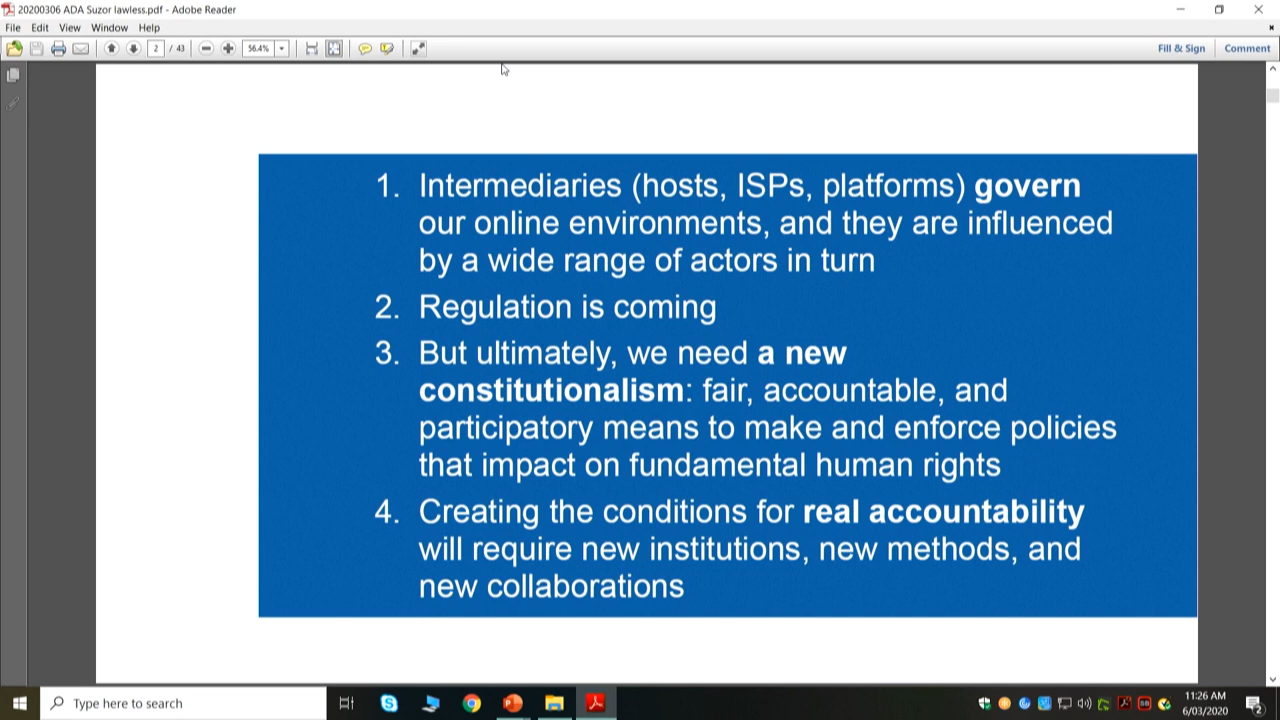 20200306 ADA Suzor lawless.pdf - Adobe Reader
File Edit View Window Help
2 / 43 56.4% Fill & Sign Comment
1. Intermediaries (hosts, ISPs, platforms) govern
our online environments, and they are influenced
by a wide range of actors in turn
2. Regulation is coming
3. But ultimately, we need a new
constitutionalism: fair, accountable, and
participatory means to make and enforce policies
that impact on fundamental human rights
4. Creating the conditions for real accountability
will require new institutions, new methods, and
new collaborations
Type here to search
11:26 AM
6/03/2020
2